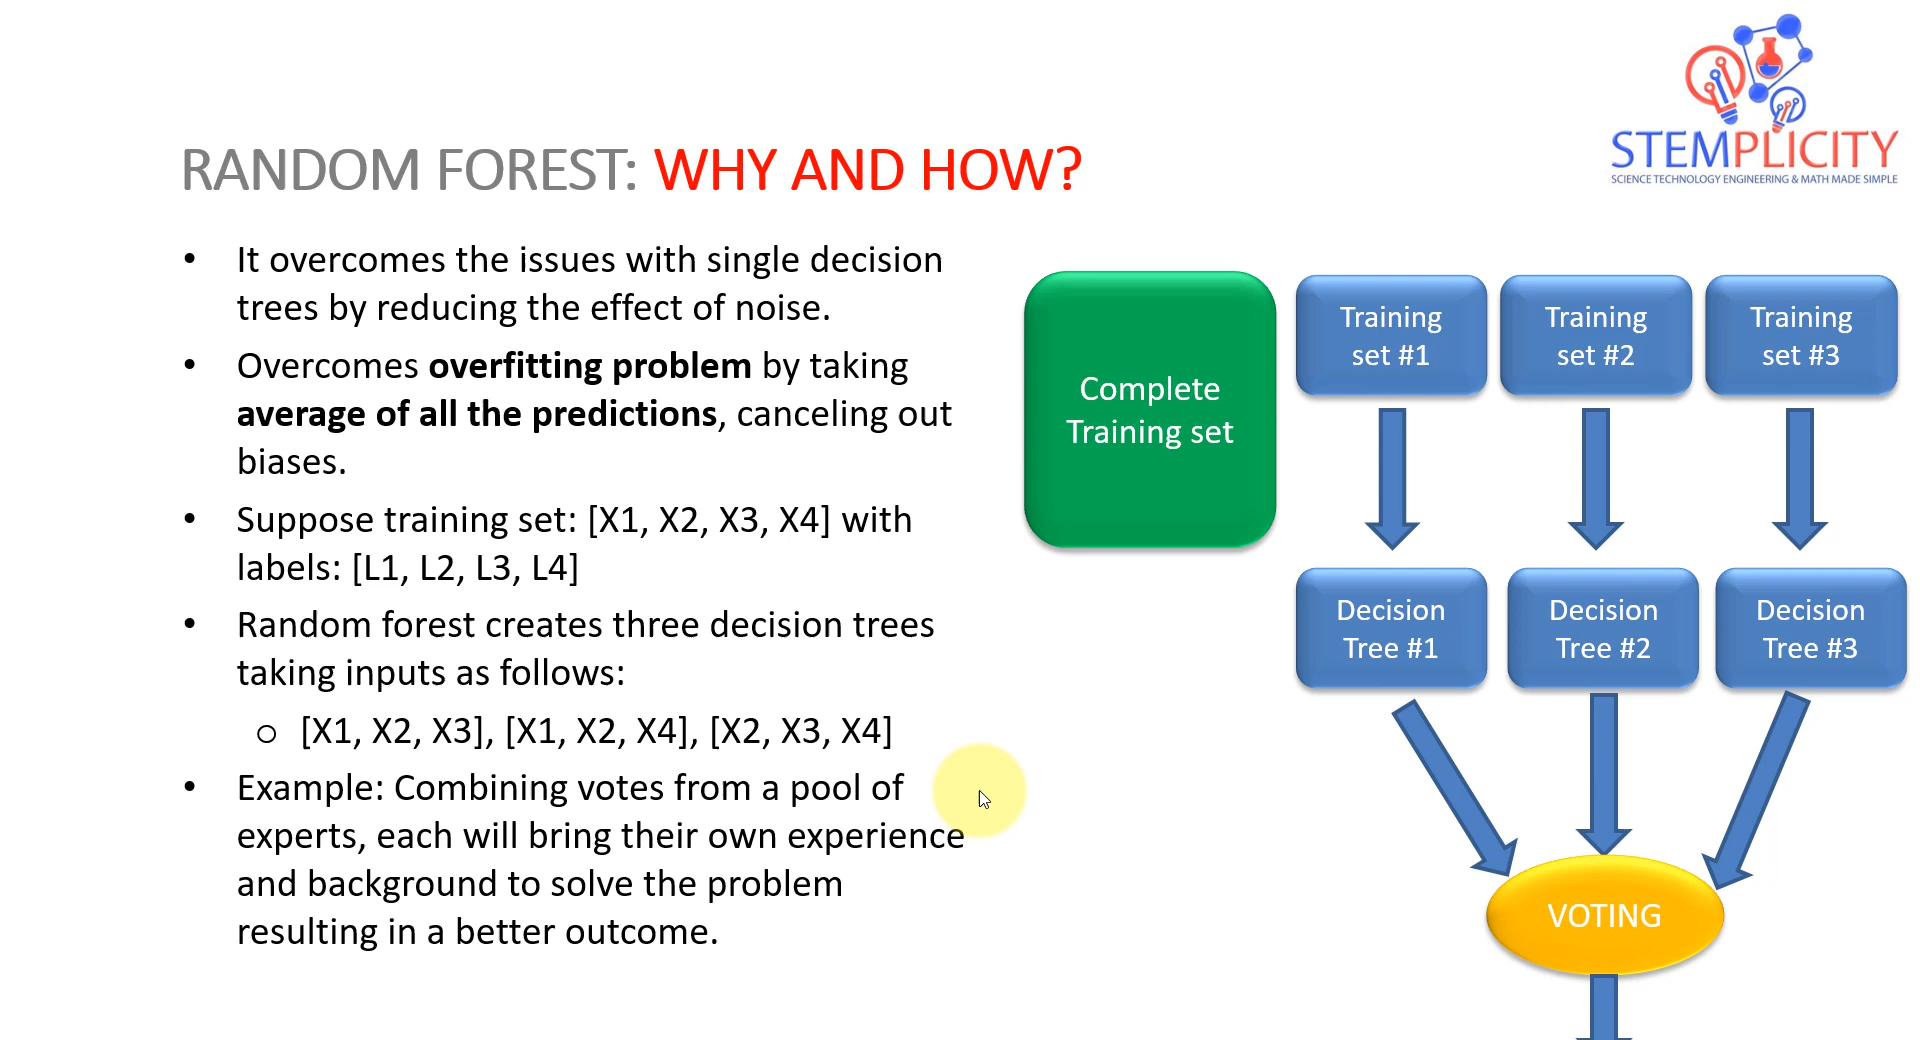 STEMPLICITY
SCIENCE TECHNOLOGY ENGINEERING & MATH MADE SIMPLE
RANDOM FOREST: WHY AND HOW?
• It overcomes the issues with single decision
trees by reducing the effect of noise.
• Overcomes overfitting problem by taking
average of all the predictions, canceling out
biases.
• Suppose training set: [X1, X2, X3, X4] with
labels: [L1, L2, L3, L4]
• Random forest creates three decision trees
taking inputs as follows:
o [X1, X2, X3], [X1, X2, X4], [X2, X3, X4]
• Example: Combining votes from a pool of
experts, each will bring their own experience
and background to solve the problem
resulting in a better outcome.
Complete
Training set
Training
set #1
Training
set #2
Training
set #3
Decision
Tree #1
Decision
Tree #2
Decision
Tree #3
VOTING